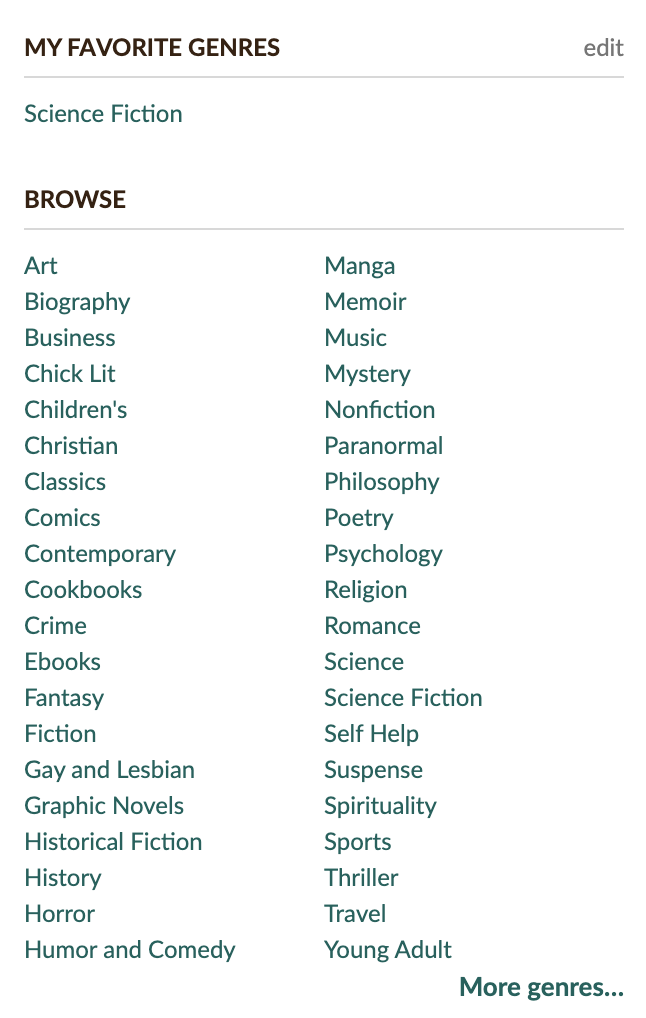 MY FAVORITE GENRES edit
Science Fiction
BROWSE
Art
Biography
Business
Chick Lit
Children's
Christian
Classics
Comics
Contemporary
Cookbooks
Crime
Ebooks
Fantasy
Fiction
Gay and Lesbian
Graphic Novels
Historical Fiction
History
Horror
Humor and Comedy
Manga
Memoir
Music
Mystery
Nonfiction
Paranormal
Philosophy
Poetry
Psychology
Religion
Romance
Science
Science Fiction
Self Help
Suspense
Spirituality
Sports
Thriller
Travel
Young Adult
More genres...